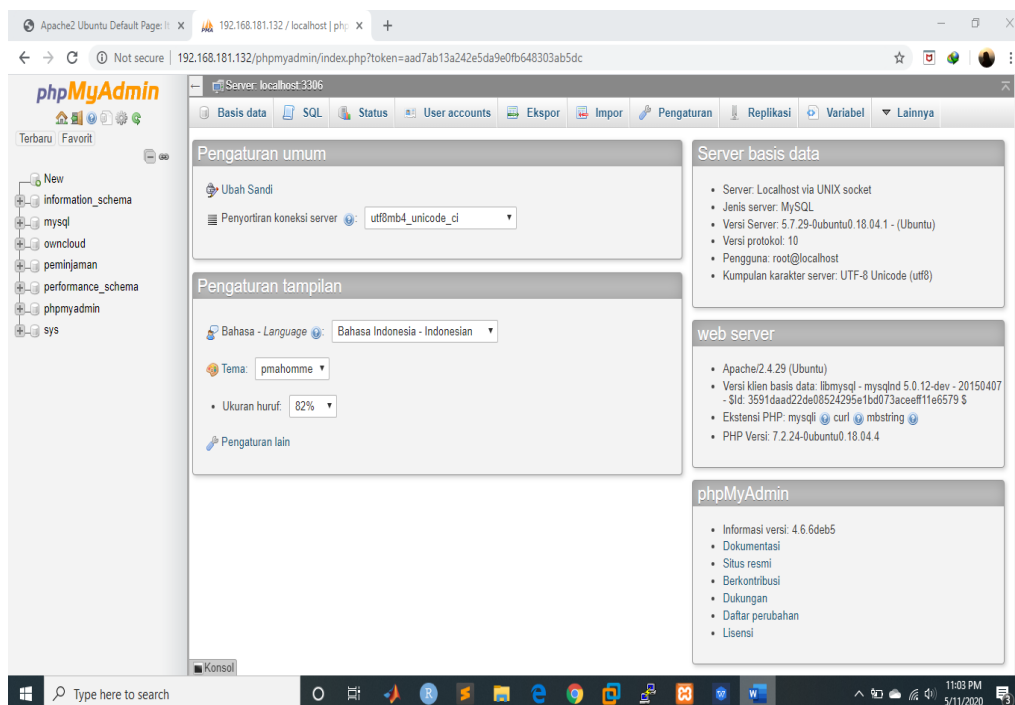 Apache2 Ubuntu Default Page: It
192.168.181.132 / localhost | php
Not secure
192.168.181.132/phpmyadmin/index.php?token=aad7ab13a242e5da9e0fb648303ab5dc
phpMyAdmin
Terbaru
Favorit
New
information_schema
mysql
owncloud
peminjaman
performance_schema
phpmyadmin
sys
Server: localhost:3306
Basis data
SQL
Status
User accounts
Ekspor
Impor
Pengaturan
Replikasi
Variabel
Lainnya
Pengaturan umum
Ubah Sandi
Penyortiran koneksi server
:
utf8mb4_unicode_ci
Pengaturan tampilan
Bahasa - Language
:
Bahasa Indonesia - Indonesian
Tema:
pmahomme
• Ukuran huruf:
82%
Pengaturan lain
Server basis data
• Server: Localhost via UNIX socket
• Jenis server: MySQL
• Versi Server: 5.7.29-0ubuntu0.18.04.1 - (Ubuntu)
• Versi protokol: 10
• Pengguna: root@localhost
• Kumpulan karakter server: UTF-8 Unicode (utf8)
web server
• Apache/2.4.29 (Ubuntu)
• Versi klien basis data: libmysql - mysqlnd 5.0.12-dev - 20150407
- $Id: 3591daad22de08524295e1bd073aceeff11e6579 $
• Ekstensi PHP: mysqli curl mbstring
• PHP Versi: 7.2.24-0ubuntu0.18.04.4
phpMyAdmin
• Informasi versi: 4.6.6deb5
• Dokumentasi
• Situs resmi
• Berkontribusi
• Dukungan
• Daftar perubahan
• Lisensi
Konsol
Type here to search
11:03 PM
5/11/2020